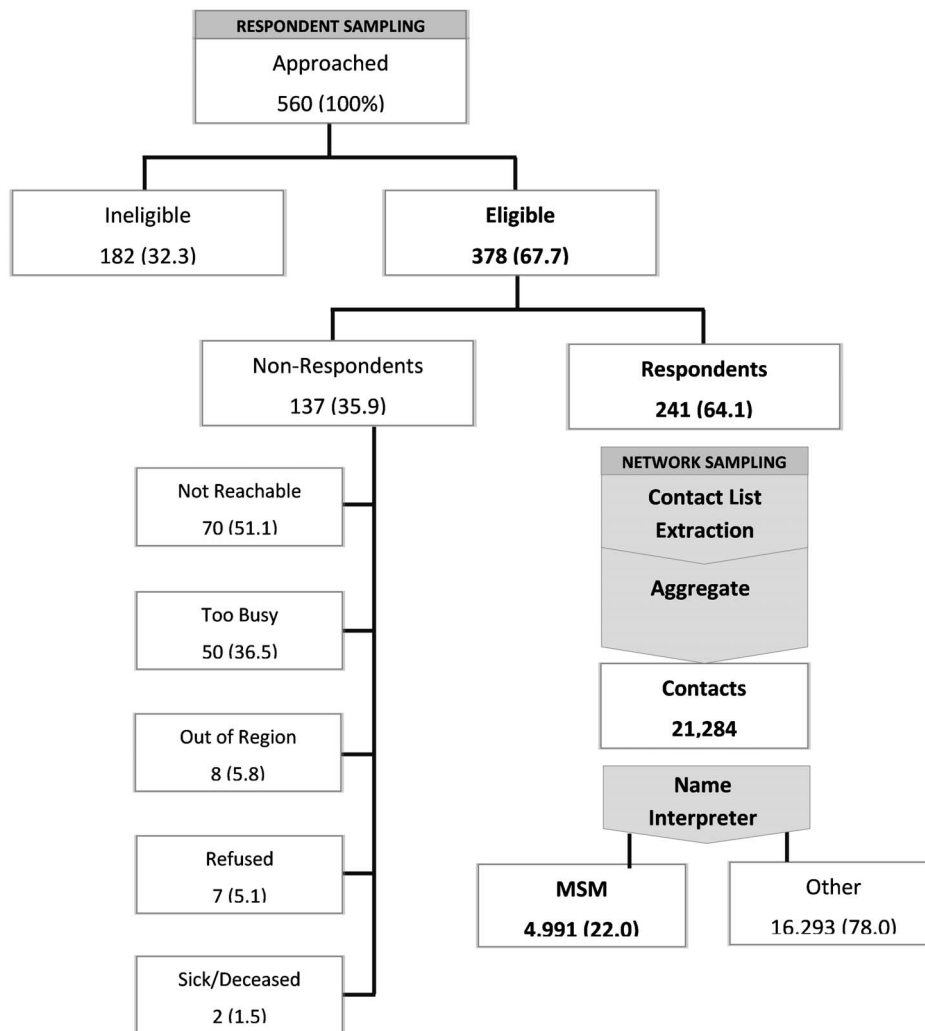 RESPONDENT SAMPLING
Approached
560 (100%)
Ineligible
182 (32.3)
Eligible
378 (67.7)
Non-Respondents
137 (35.9)
Respondents
241 (64.1)
Not Reachable
70 (51.1)
Too Busy
50 (36.5)
Out of Region
8 (5.8)
Refused
7 (5.1)
Sick/Deceased
2 (1.5)
NETWORK SAMPLING
Contact List
Extraction
Aggregate
Contacts
21,284
Name
Interpreter
MSM
4.991 (22.0)
Other
16.293 (78.0)